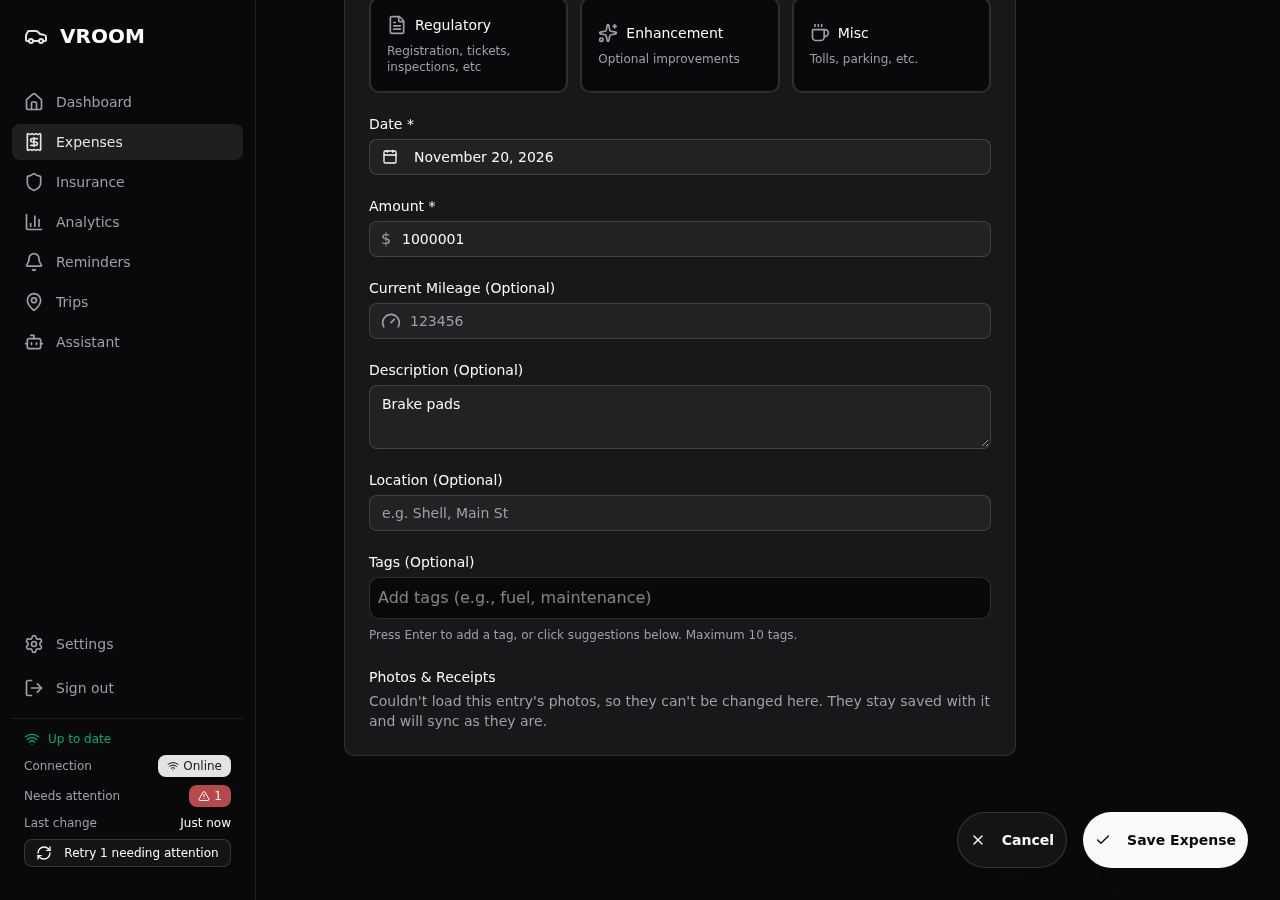 VROOM
Dashboard
Expenses
Insurance
Analytics
Reminders
Trips
Assistant
Settings
Sign out
Up to date
Connection
Online
Needs attention
1
Last change
Just now
Retry 1 needing attention
Regulatory
Registration, tickets,
inspections, etc
Enhancement
Optional improvements
Misc
Tolls, parking, etc.
Date *
November 20, 2026
Amount *
$ 1000001
Current Mileage (Optional)
123456
Description (Optional)
Brake pads
Location (Optional)
e.g. Shell, Main St
Tags (Optional)
Add tags (e.g., fuel, maintenance)
Press Enter to add a tag, or click suggestions below. Maximum 10 tags.
Photos & Receipts
Couldn't load this entry's photos, so they can't be changed here. They stay saved with it
and will sync as they are.
Cancel
Save Expense